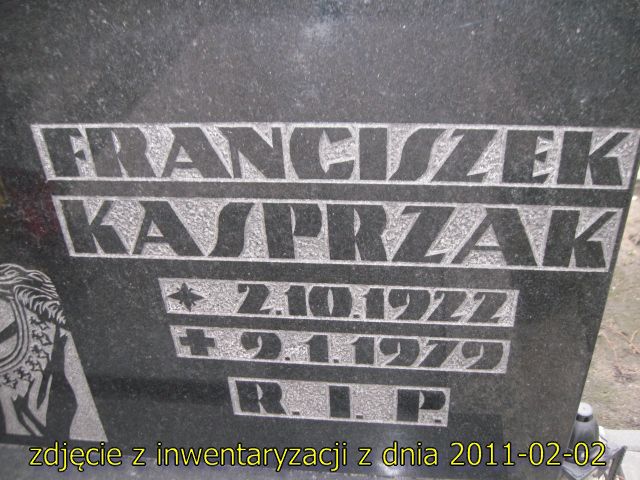 FRANCISZEK
KASPRZAK
* 2.10.1922
+ 9.1.1979
R. I. P.
zdjęcie z inwentaryzacji z dnia 2011-02-02